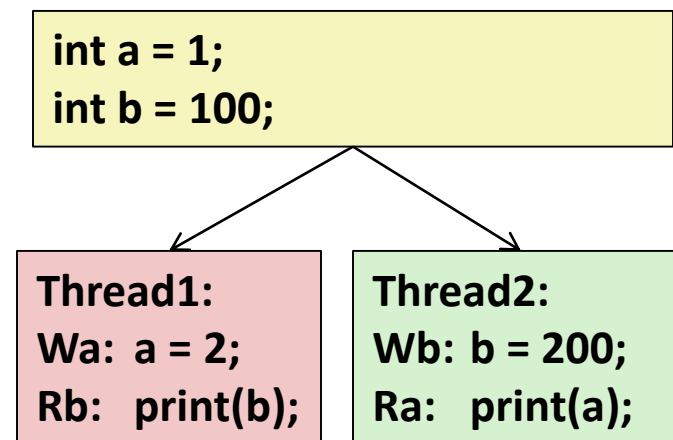 int a = 1;
int b = 100;
Thread1:
Wa: a = 2;
Rb: print(b);
Thread2:
Wb: b = 200;
Ra: print(a);